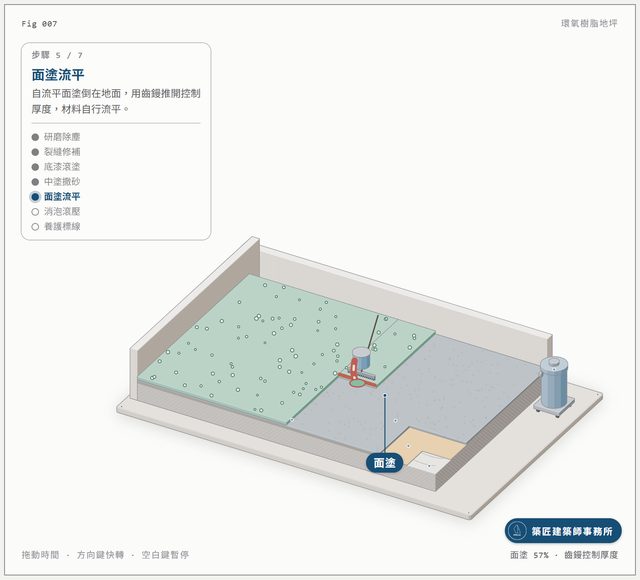 Fig 007
環氧樹脂地坪
步驟 5 / 7
面塗流平
自流平面塗倒在地面，用齒鏝推開控制
厚度，材料自行流平。
研磨除塵
裂縫修補
底漆滾塗
中塗撒砂
面塗流平
消泡滾壓
養護標線
面塗
築匠建築師事務所
拖動時間 · 方向鍵快轉 · 空白鍵暫停
面塗 57% · 齒鏝控制厚度